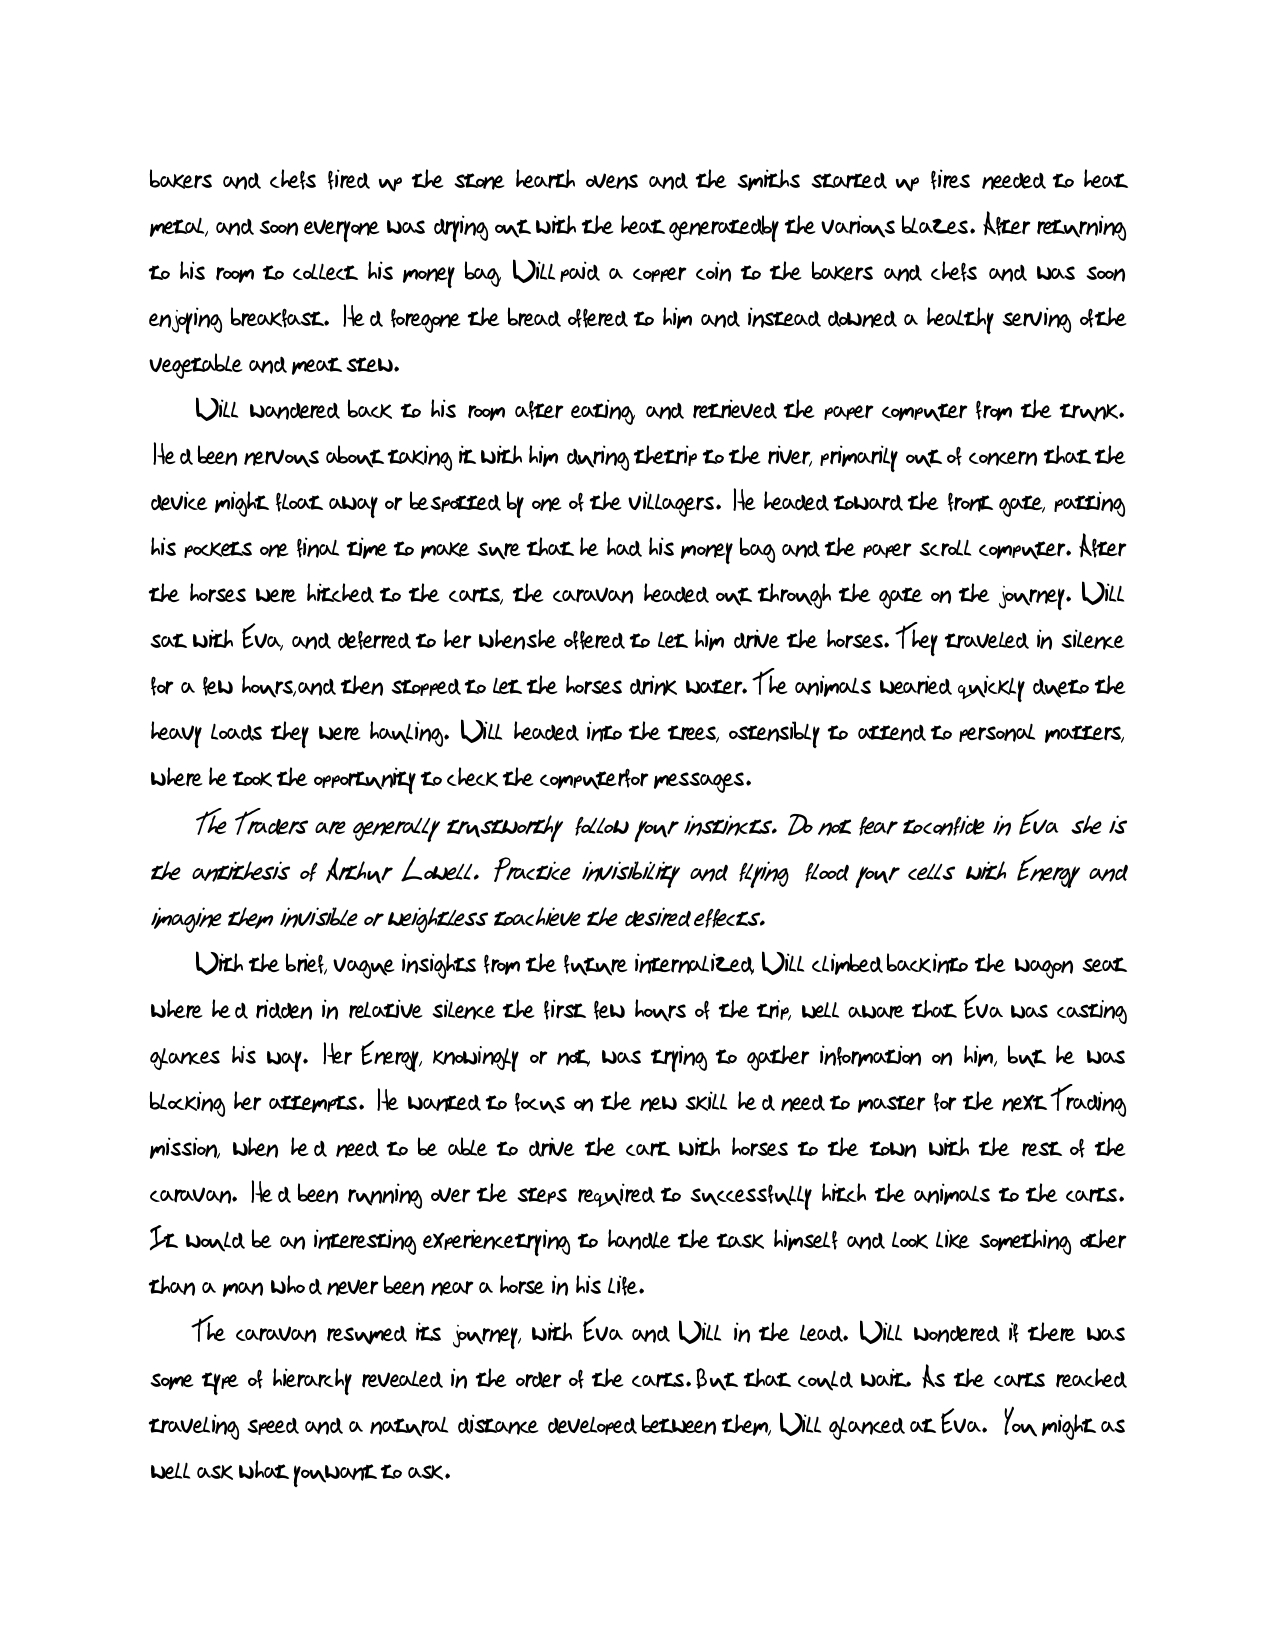 bakers and chefs fired up the stone hearth ovens and the smiths started up fires needed to heat
metal, and soon everyone was drying out with the heat generatedby the various blazes. After returning
to his room to collect his money bag, Will paid a copper coin to the bakers and chefs and was soon
enjoying breakfast. He d foregone the bread offered to him and instead downed a healthy serving of the
vegetable and meat stew.
Will wandered back to his room after eating, and retrieved the paper computer from the trunk.
He d been nervous about taking it with him during thetrip to the river, primarily out of concern that the
device might float away or be spotted by one of the villagers. He headed toward the front gate, patting
his pockets one final time to make sure that he had his money bag and the paper scroll computer. After
the horses were hitched to the carts, the caravan headed out through the gate on the journey. Will
sat with Eva, and deferred to her whenshe offered to let him drive the horses. They traveled in silence
for a few hours,and then stopped to let the horses drink water. The animals wearied quickly dueto the
heavy loads they were hauling. Will headed into the trees, ostensibly to attend to personal matters,
where he took the opportunity to check the computerfor messages.
The Traders are generally trustworthy follow your instincts. Do not fear toconfide in Eva she is
the antithesis of Arthur Lowell. Practice invisibility and flying flood your cells with Energy and
imagine them invisible or weightless toachieve the desired effects.
With the brief, vague insights from the future internalized, Will climbed backinto the wagon seat
where he d ridden in relative silence the first few hours of the trip, well aware that Eva was casting
glances his way. Her Energy, knowingly or not, was trying to gather information on him, but he was
blocking her attempts. He wanted to focus on the new skill he d need to master for the next Trading
mission, when he d need to be able to drive the cart with horses to the town with the rest of the
caravan. He d been running over the steps required to successfully hitch the animals to the carts.
It would be an interesting experiencetrying to handle the task himself and look like something other
than a man who d never been near a horse in his life.
The caravan resumed its journey, with Eva and Will in the lead. Will wondered if there was
some type of hierarchy revealed in the order of the carts. But that could wait. As the carts reached
traveling speed and a natural distance developed between them, Will glanced at Eva. You might as
well ask what youwant to ask.